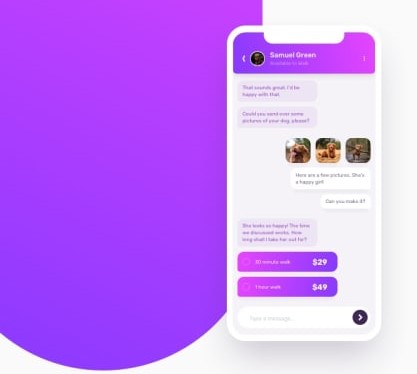 Samuel Green
Available to Walk
That sounds great. I'd be
happy with that.
Could you send over some
pictures of your dog, please?
Here are a few pictures. She's
a happy girl!
Can you make it?
She looks so happy! The time
we discussed works. How
long shall I take her out for?
30 minute walk
$29
1 hour walk
$49
Type a message...